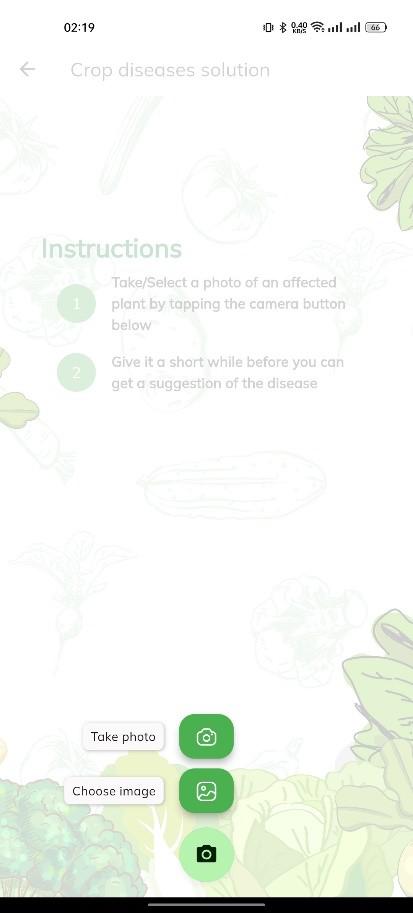 02:19
0.40
KB/S
66
Crop diseases solution
Instructions
1
Take/Select a photo of an affected
plant by tapping the camera button
below
2
Give it a short while before you can
get a suggestion of the disease
Take photo
Choose image